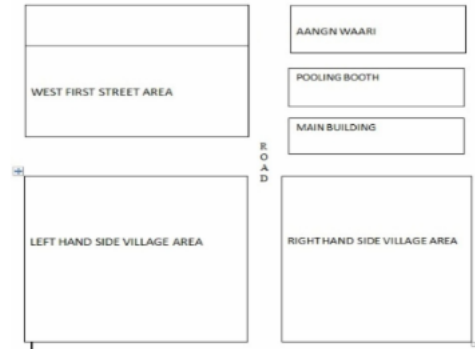 AANGN WAARI
POOLING BOOTH
WEST FIRST STREET AREA
MAIN BUILDING
R
O
A
D
LEFT HAND SIDE VILLAGE AREA
RIGHT HAND SIDE VILLAGE AREA